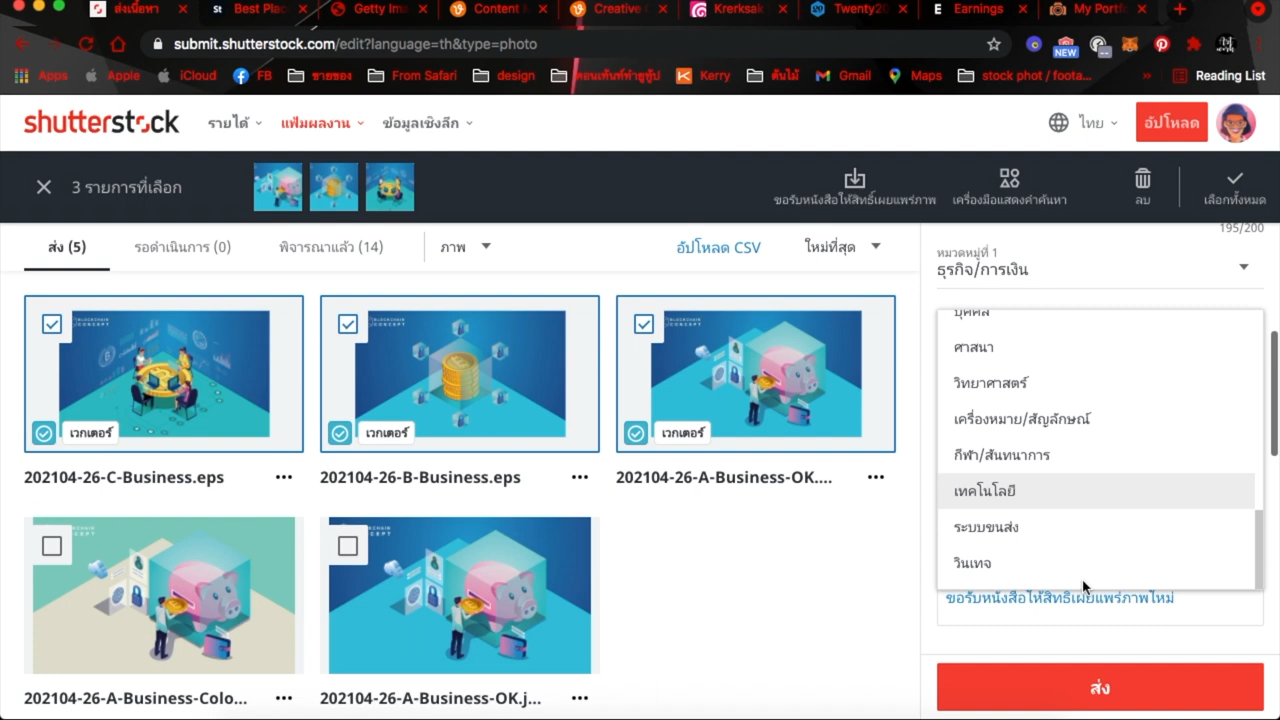 ส่งเนื้อหา
Best Plac
Getty Ima
Content
Creative
Krerksak
Twenty2
Earnings
My Portf
submit.shutterstock.com/edit?language=th&type=photo
NEW
Apps
Apple
iCloud
FB
ขายของ
From Safari
design
คอนเท้นท์ทำยูทูป
Kerry
ต้นไม้
Gmail
Maps
stock phot / foota...
Reading List
shutterstock
รายได้
แฟ้มผลงาน
ข้อมูลเชิงลึก
ไทย
อัปโหลด
3 รายการที่เลือก
ขอรับหนังสือให้สิทธิ์เผยแพร่ภาพ
เครื่องมือแสดงคำค้นหา
ลบ
เลือกทั้งหมด
ส่ง (5)
รอดำเนินการ (0)
พิจารณาแล้ว (14)
ภาพ
อัปโหลด CSV
ใหม่ที่สุด
195/200
หมวดหมู่ที่ 1
ธุรกิจ/การเงิน
บุคคล
ศาสนา
วิทยาศาสตร์
เครื่องหมาย/สัญลักษณ์
กีฬา/สันทนาการ
เทคโนโลยี
ระบบขนส่ง
วินเทจ
ขอรับหนังสือให้สิทธิ์เผยแพร่ภาพใหม่
ส่ง
เวกเตอร์
เวกเตอร์
เวกเตอร์
202104-26-C-Business.eps
202104-26-B-Business.eps
202104-26-A-Business-OK....
202104-26-A-Business-Colo...
202104-26-A-Business-OK.j...